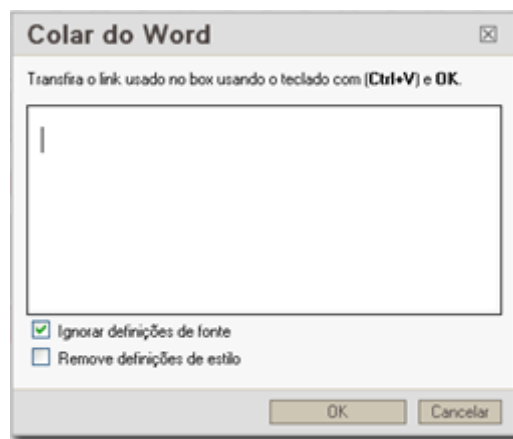 Colar do Word
Transfira o link usado no box usando o teclado com (Ctrl+V) e OK.
Ignorar definições de fonte
Remove definições de estilo
OK Cancelar